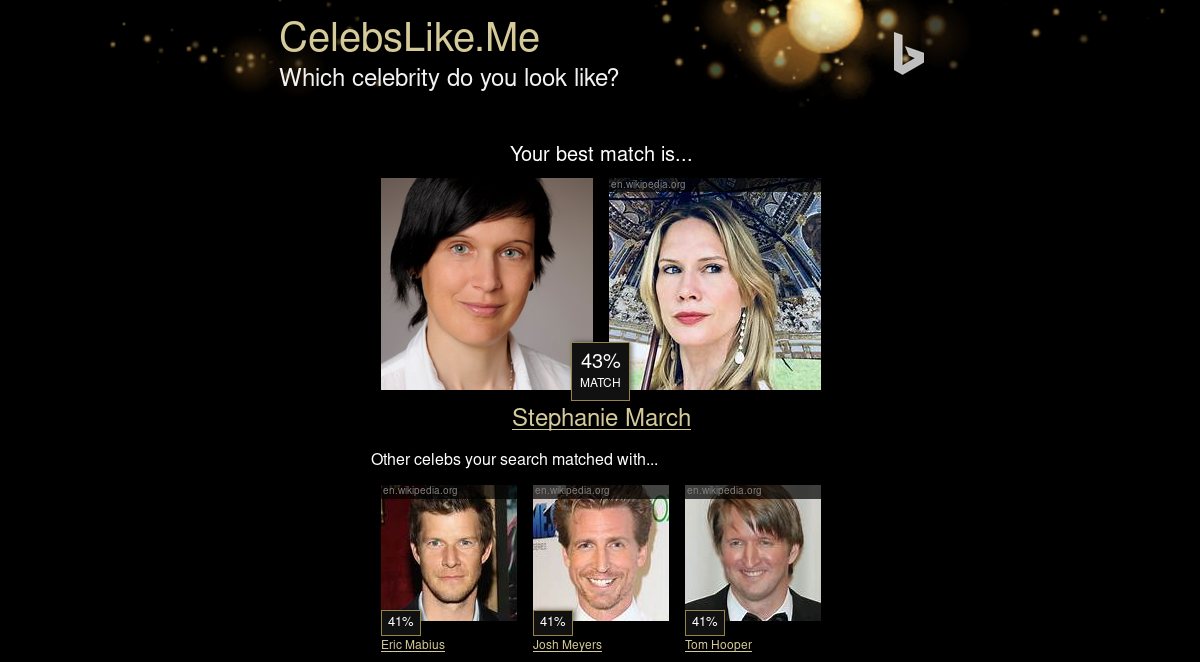 CelebsLike.Me
Which celebrity do you look like?
Your best match is...
en.wikipedia.org
43%
MATCH
Stephanie March
Other celebs your search matched with...
en.wikipedia.org
en.wikipedia.org
en.wikipedia.org
41%
41%
41%
Eric Mabius
Josh Meyers
Tom Hooper